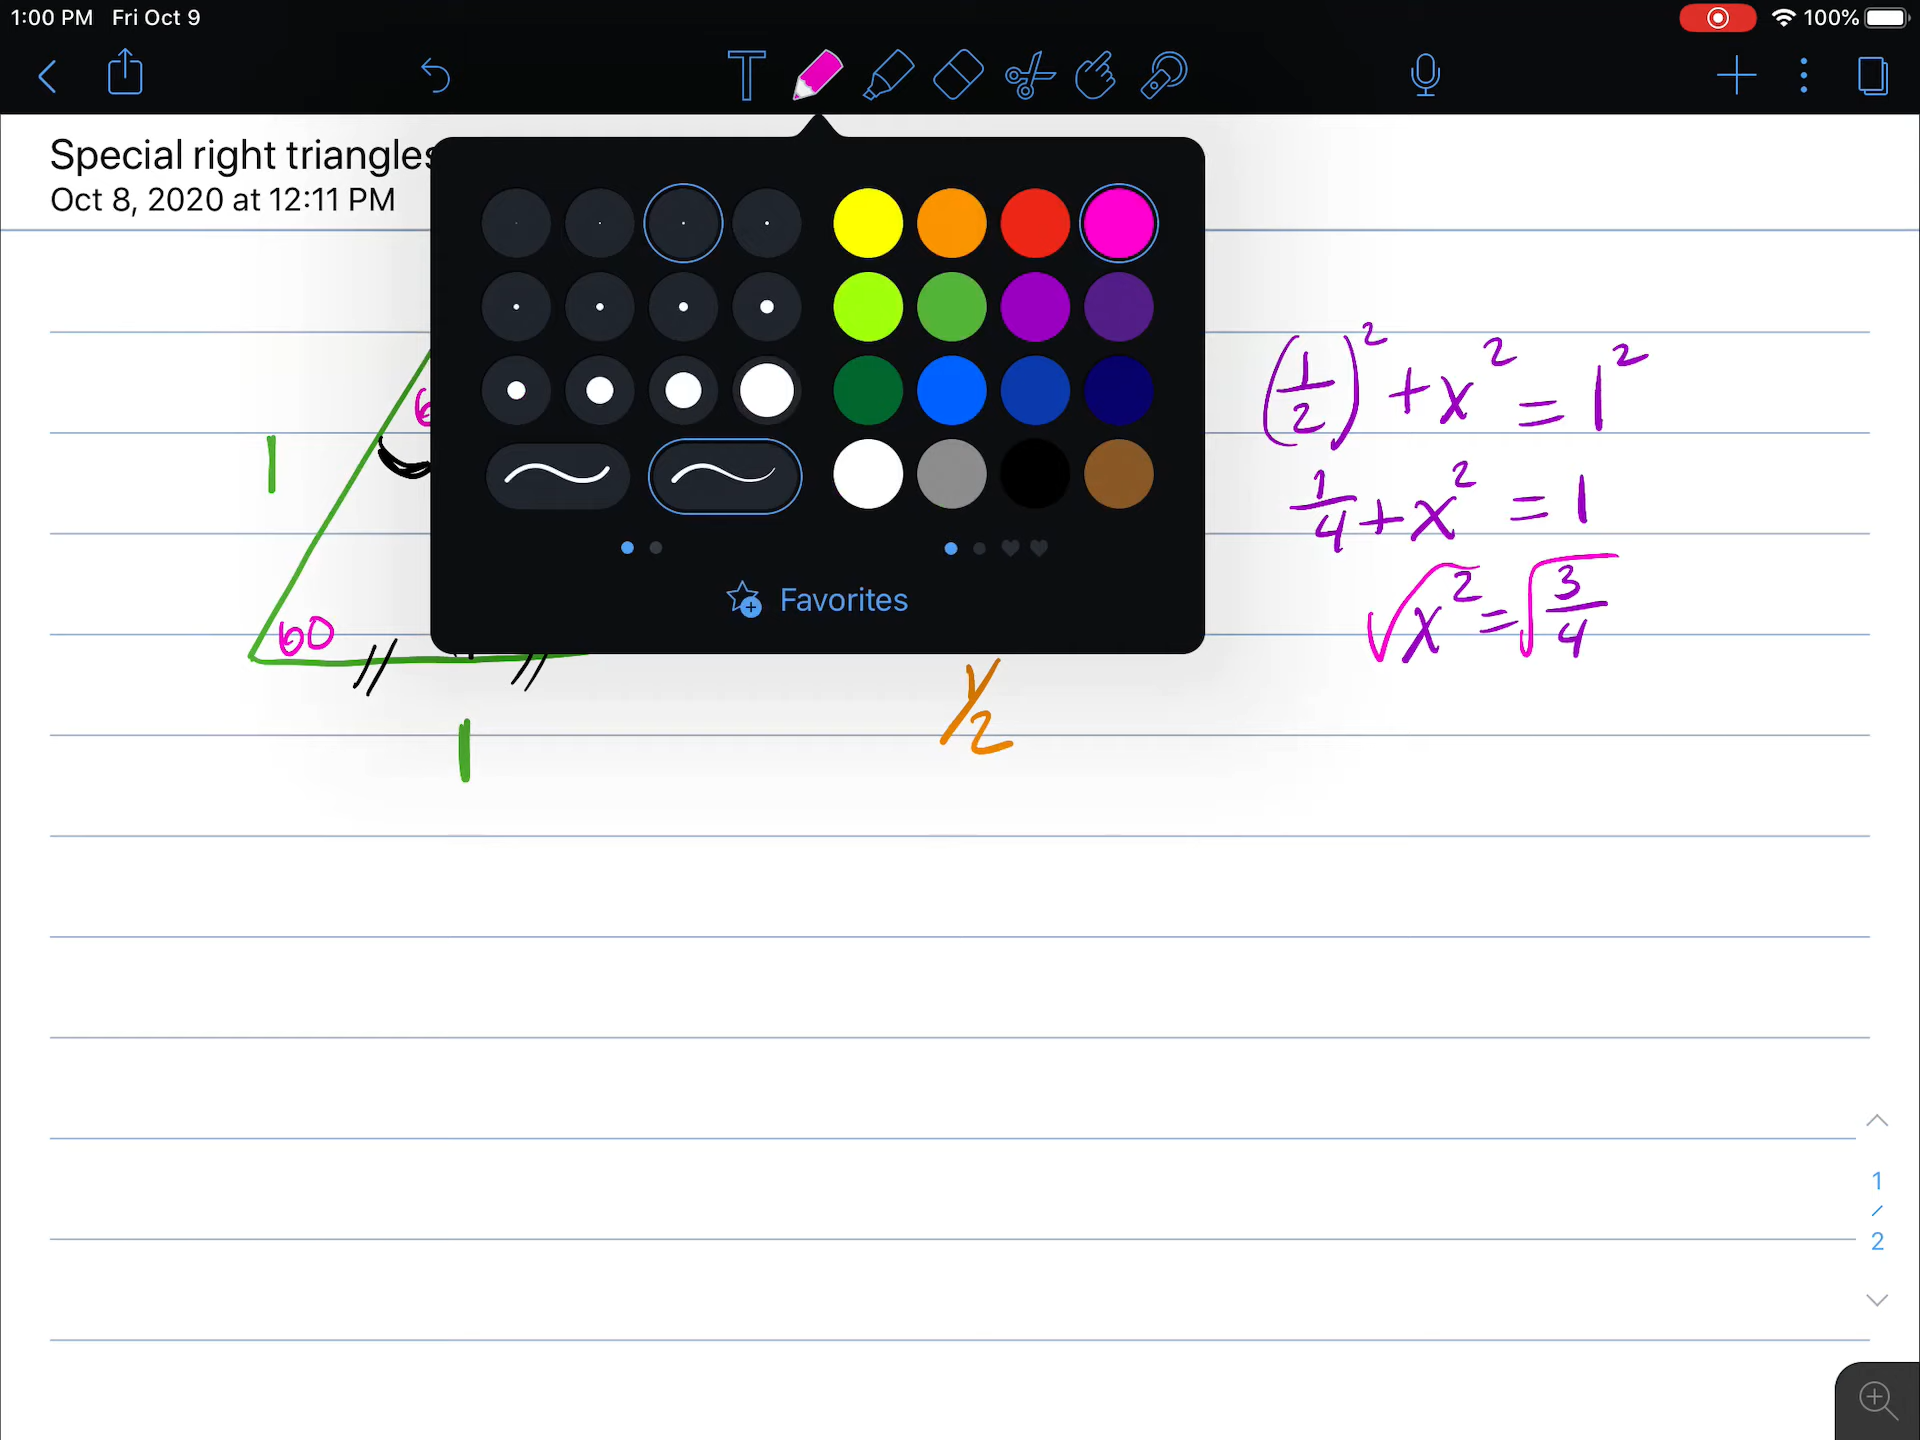 1:00 PM Fri Oct 9
100%
T
Special right triangles
Oct 8, 2020 at 12:11 PM
(1/2)² + x² = 1²
1
1/4 + x² = 1
√x² = √3/4
Favorites
60
1/2
1
1
/
2